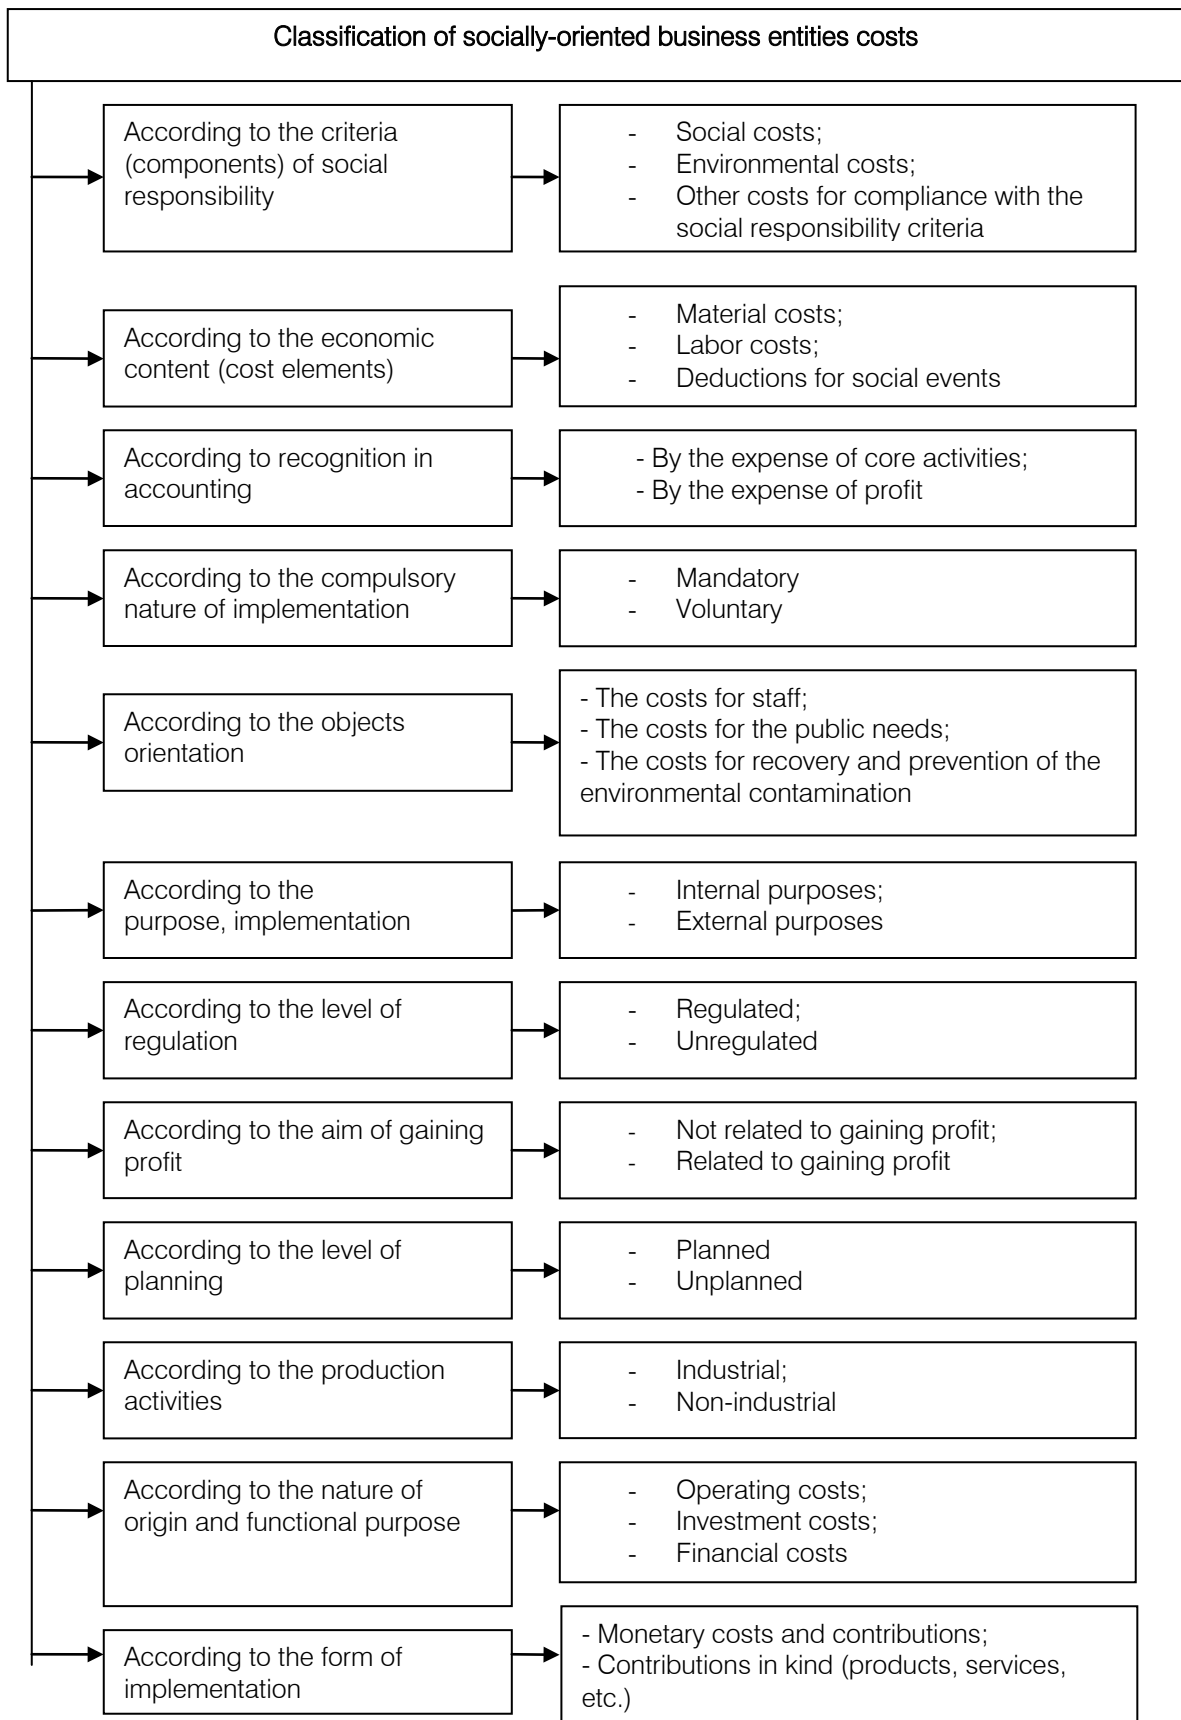 Classification of socially-oriented business entities costs
According to the criteria
(components) of social
responsibility
- Social costs;
- Environmental costs;
- Other costs for compliance with the
social responsibility criteria
According to the economic
content (cost elements)
- Material costs;
- Labor costs;
- Deductions for social events
According to recognition in
accounting
- By the expense of core activities;
- By the expense of profit
According to the compulsory
nature of implementation
- Mandatory
- Voluntary
According to the objects
orientation
- The costs for staff;
- The costs for the public needs;
- The costs for recovery and prevention of the
environmental contamination
According to the
purpose, implementation
- Internal purposes;
- External purposes
According to the level of
regulation
- Regulated;
- Unregulated
According to the aim of gaining
profit
- Not related to gaining profit;
- Related to gaining profit
According to the level of
planning
- Planned
- Unplanned
According to the production
activities
- Industrial;
- Non-industrial
According to the nature of
origin and functional purpose
- Operating costs;
- Investment costs;
- Financial costs
According to the form of
implementation
- Monetary costs and contributions;
- Contributions in kind (products, services,
etc.)